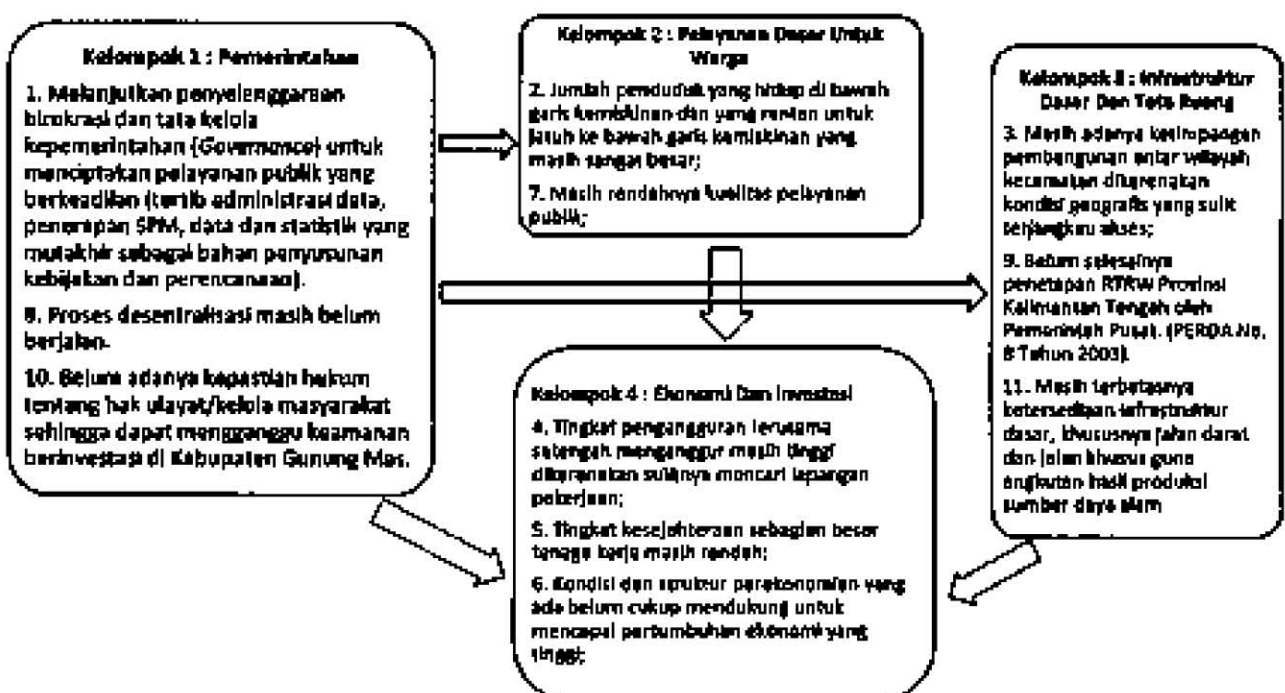 Kelompok 1 : Pemerintahan
1. Melanjutkan penyelenggaraan
birokrasi dan tata kelola
kepemerintahan (Governance) untuk
menciptakan pelayanan publik yang
berkeadilan (tertib administrasi data,
penerapan SPM, data dan statistik yang
mutakhir sebagai bahan penyusunan
kebijakan dan perencanaan).
8. Proses desentralisasi masih belum
berjalan.
10. Belum adanya kepastian hukum
tentang hak ulayat/kelola masyarakat
sehingga dapat mengganggu keamanan
berinvestasi di Kabupaten Gunung Mas.
Kelompok 2 : Pelayanan Dasar Untuk
Warga
2. Jumlah penduduk yang hidup di bawah
garis kemiskinan dan yang rentan untuk
jatuh ke bawah garis kemiskinan yang
masih sangat besar;
7. Masih rendahnya kualitas pelayanan
publik;
Kelompok 3 : Infrastruktur
Dasar Dan Tata Ruang
3. Masih adanya ketimpangan
pembangunan antar wilayah
kecamatan dikarenakan
kondisi geografis yang sulit
terjangkau akses;
9. Belum selesainya
penetapan RTRW Provinsi
Kalimantan Tengah oleh
Pemerintah Pusat. (PERDA No.
8 Tahun 2003).
11. Masih terbatasnya
ketersediaan infrastruktur
dasar, khususnya jalan darat
dan jalan khusus guna
angkutan hasil produksi
sumber daya alam
Kelompok 4 : Ekonomi Dan Investasi
4. Tingkat pengangguran terutama
setengah menganggur masih tinggi
dikarenakan sulitnya mencari lapangan
pekerjaan;
5. Tingkat kesejahteraan sebagian besar
tenaga kerja masih rendah;
6. Kondisi dan struktur perekonomian yang
ada belum cukup mendukung untuk
mencapai pertumbuhan ekonomi yang
tinggi;